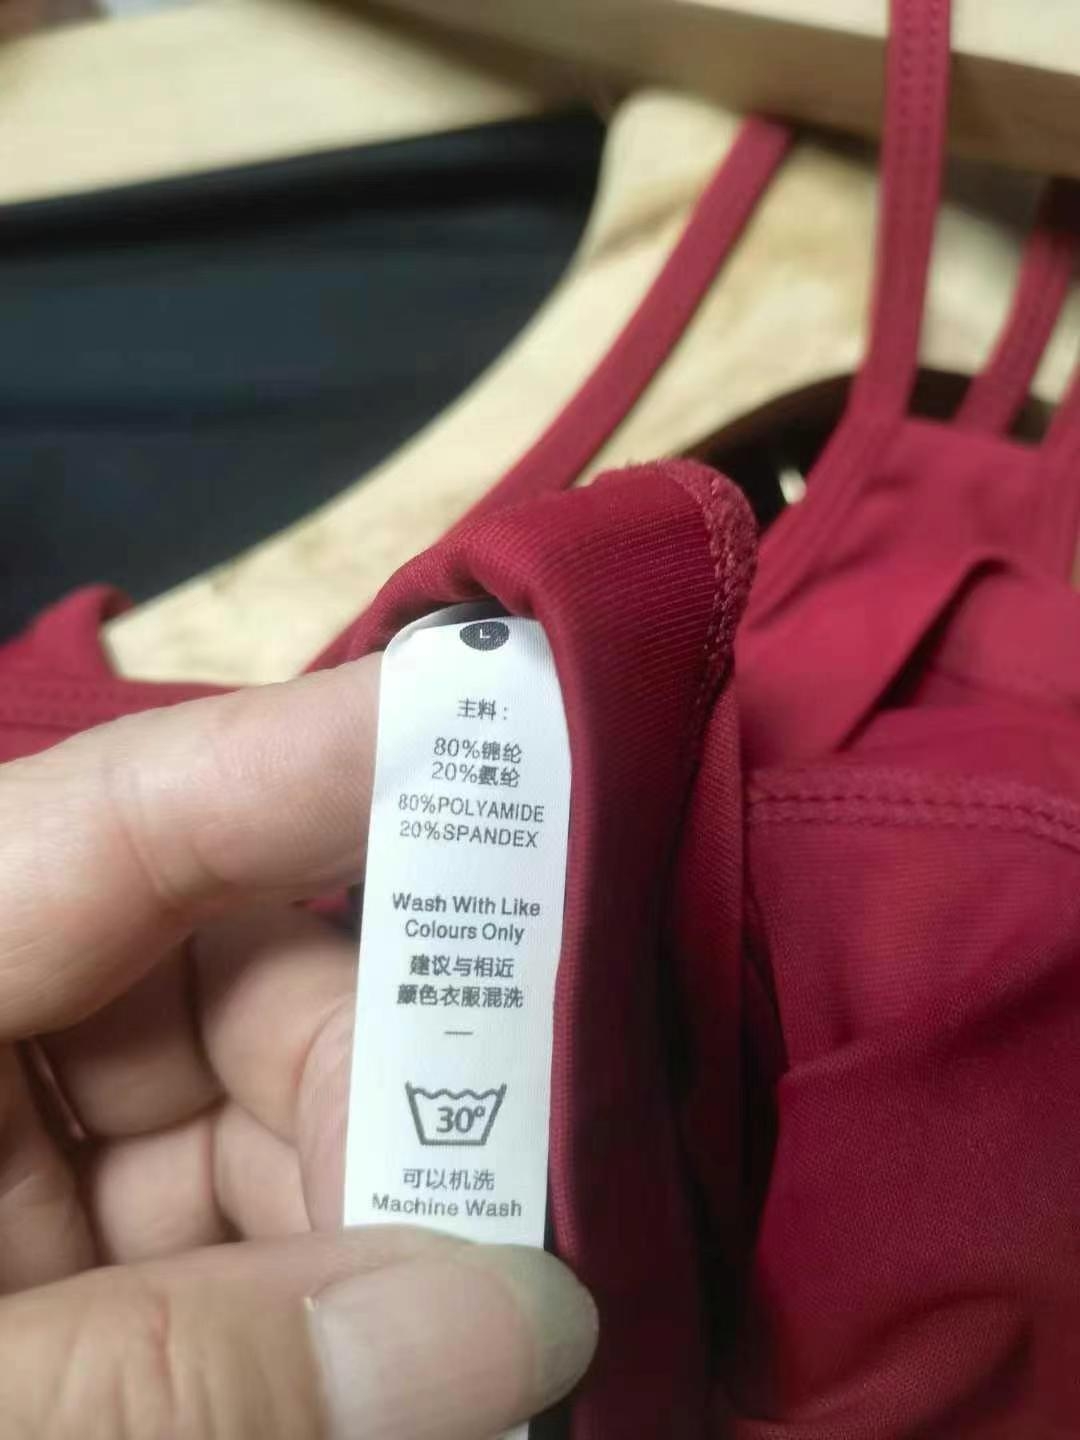 L
主料：
80%锦纶
20%氨纶
80%POLYAMIDE
20%SPANDEX
Wash With Like
Colours Only
建议与相近
颜色衣服混洗
—
30°
可以机洗
Machine Wash